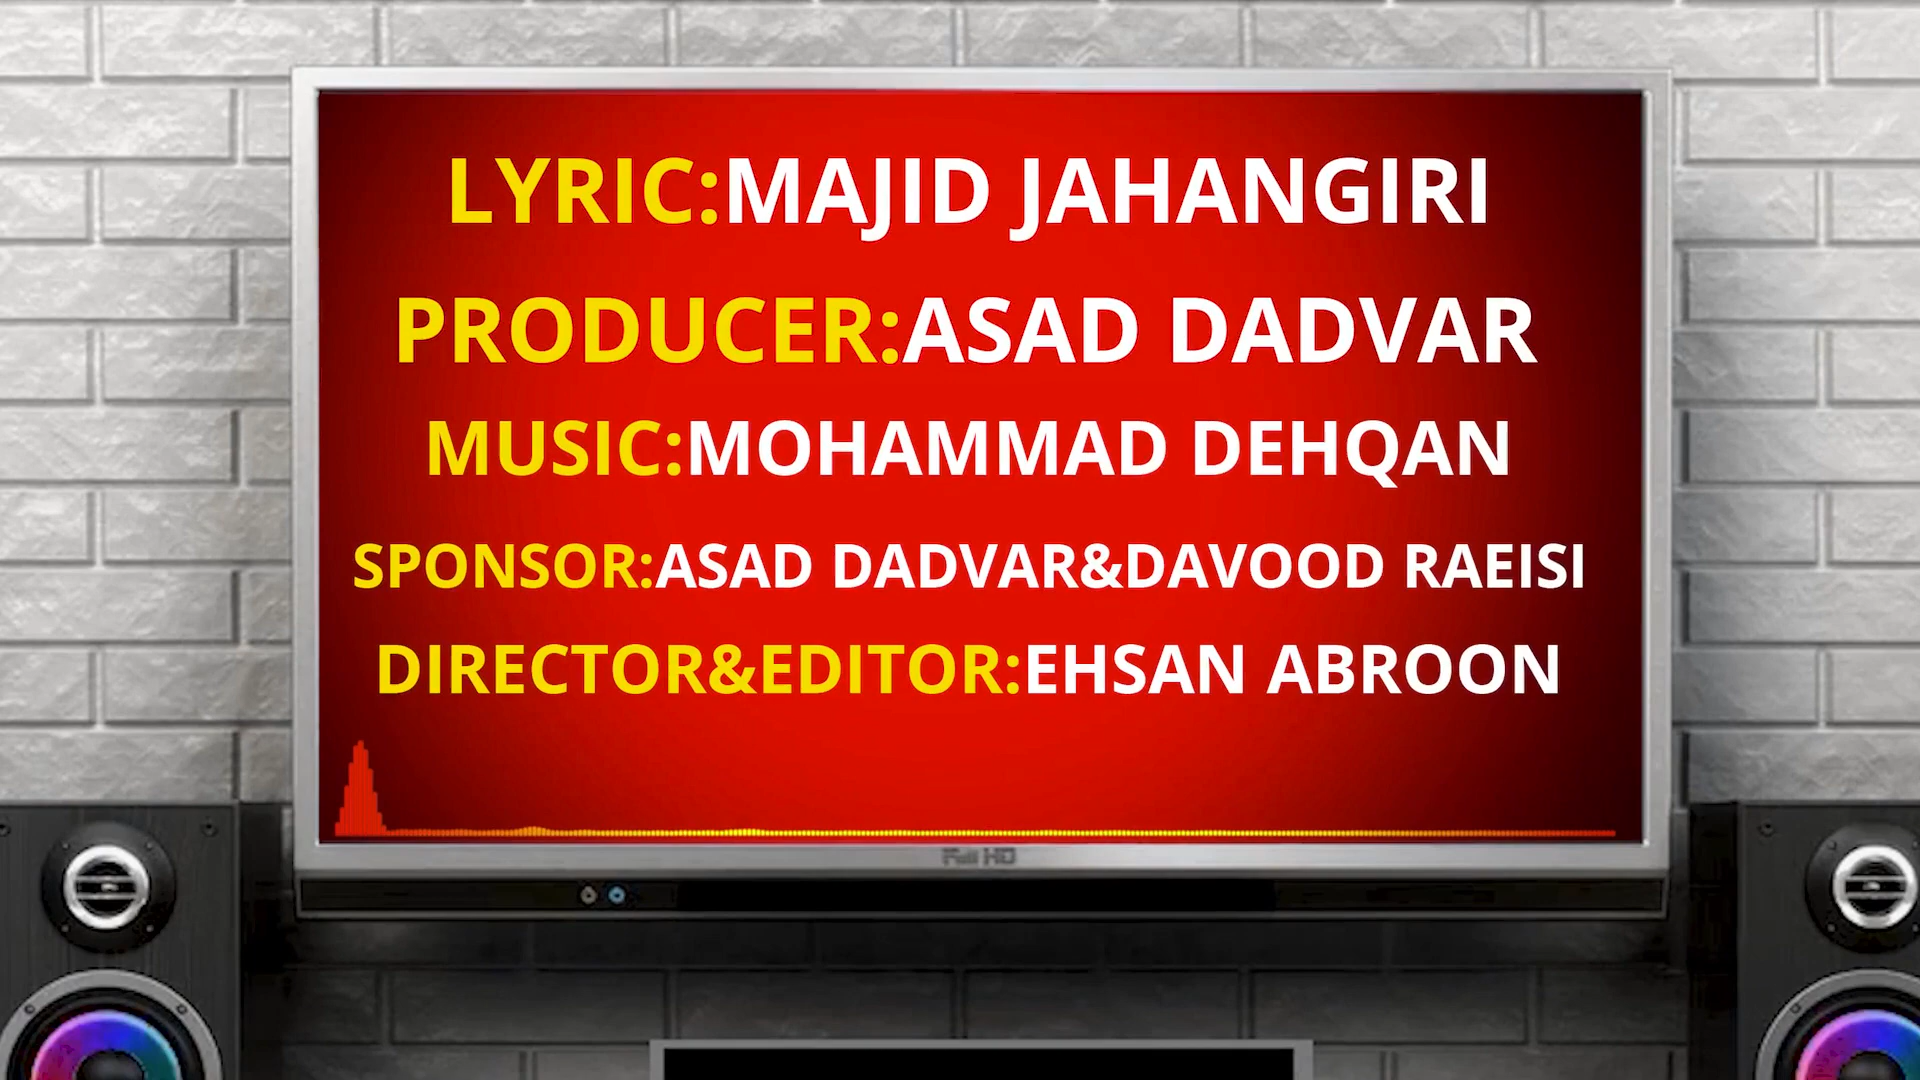 LYRIC:MAJID JAHANGIRI
PRODUCER:ASAD DADVAR
MUSIC:MOHAMMAD DEHQAN
SPONSOR:ASAD DADVAR&DAVOOD RAEISI
DIRECTOR&EDITOR:EHSAN ABROON
Full HD